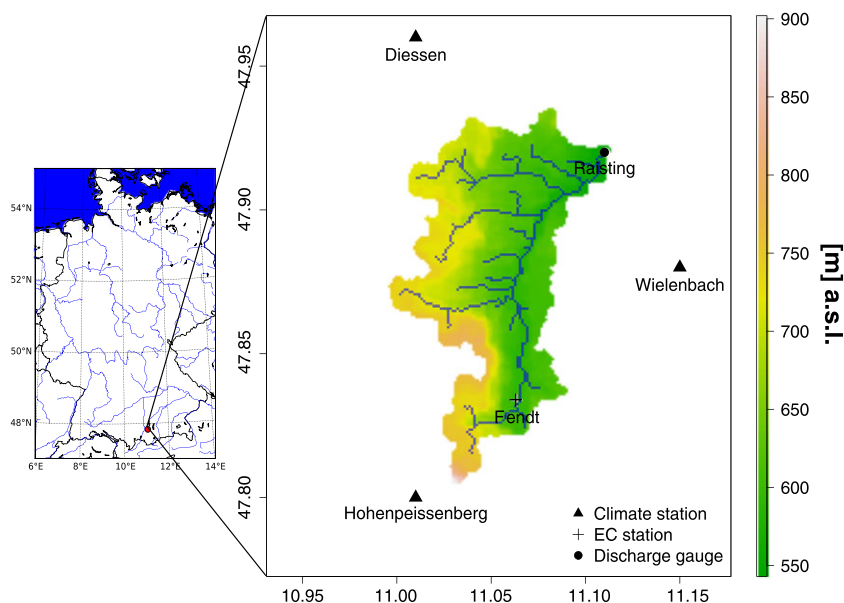 Diessen
Raisting
Wielenbach
Fendt
Hohenpeissenberg
Climate station
EC station
Discharge gauge
47.95
47.90
47.85
47.80
10.95 11.00 11.05 11.10 11.15
900
850
800
750
700
650
600
550
[m] a.s.l.
54°N
52°N
50°N
48°N
6°E 8°E 10°E 12°E 14°E